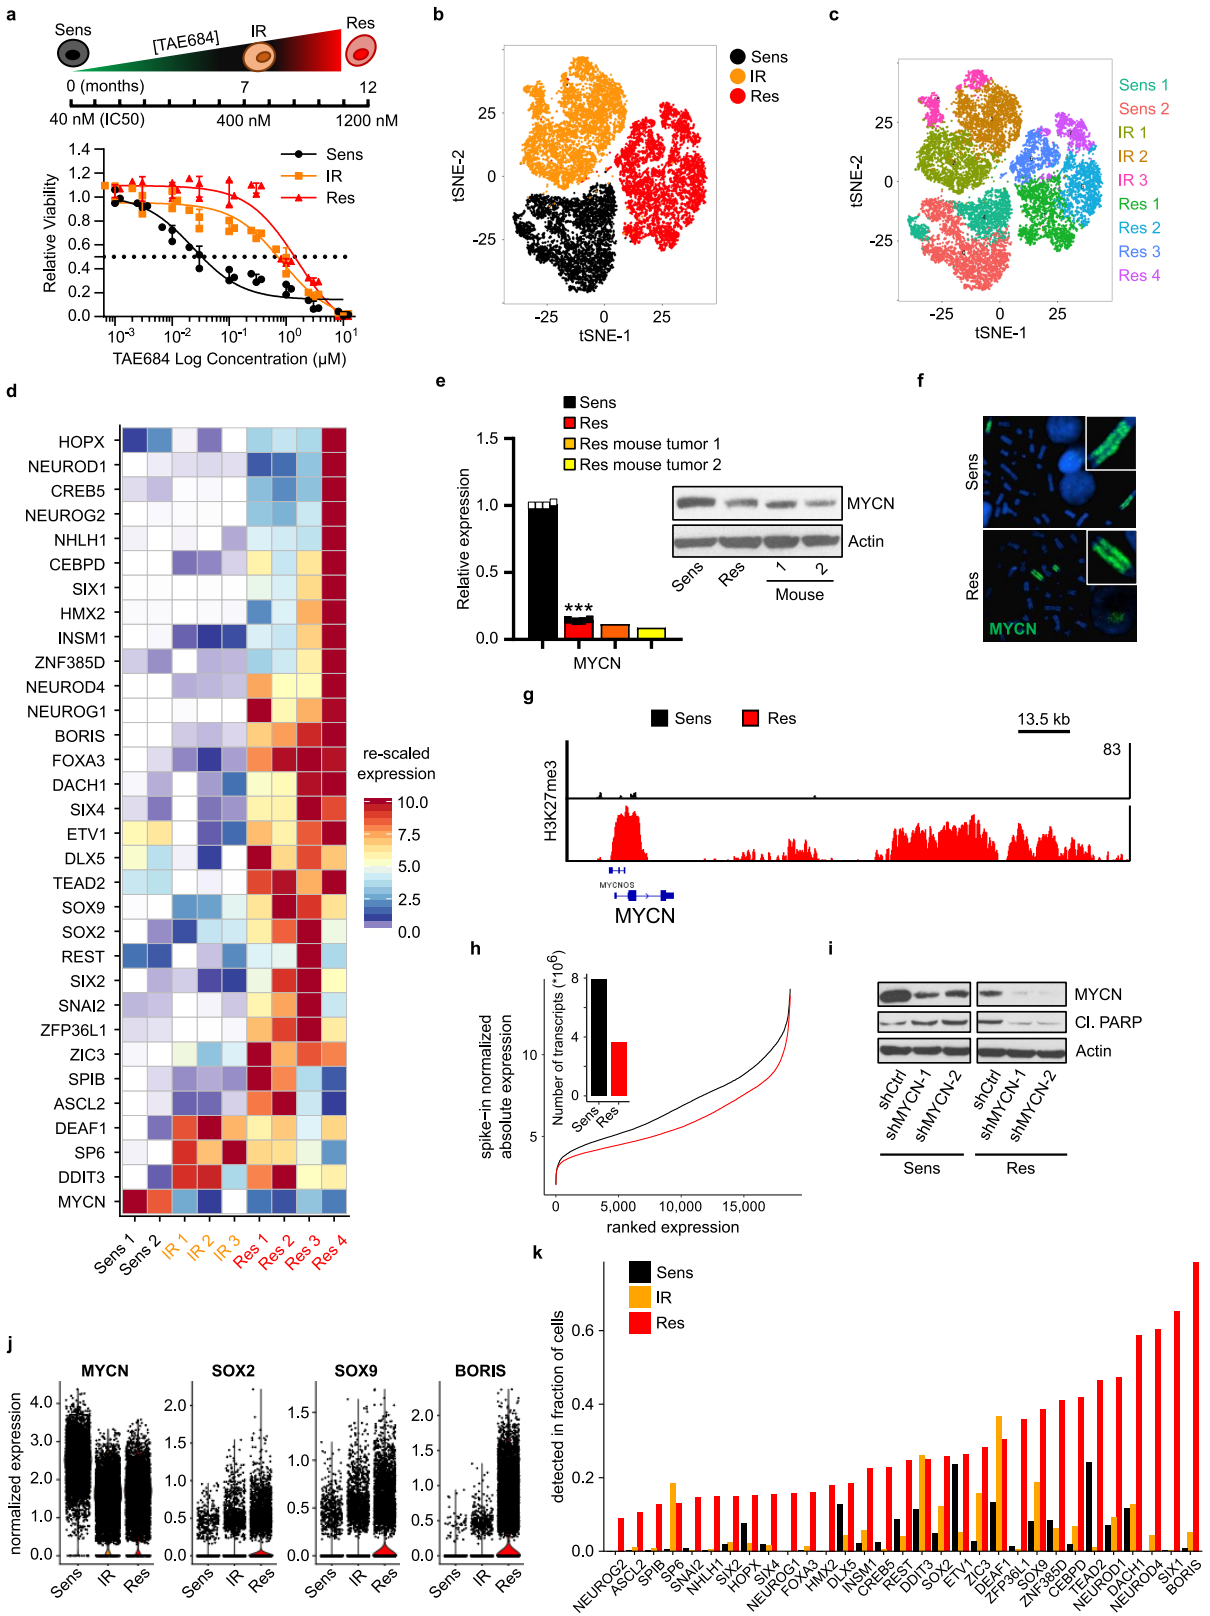 a
Sens
[TAE684]
IR
Res
0 (months)
7
12
40 nM (IC50)
400 nM
1200 nM
1.4
1.2
1.0
0.8
0.6
0.5
0.4
0.2
0.0
Relative Viability
Sens
IR
Res
10-3
10-2
10-1
100
101
TAE684 Log Concentration (µM)
b
Sens
IR
Res
25
0
-25
tSNE-2
-25
0
25
tSNE-1
c
Sens 1
Sens 2
IR 1
IR 2
IR 3
Res 1
Res 2
Res 3
Res 4
25
0
-25
tSNE-2
-25
0
25
tSNE-1
d
HOPX
NEUROD1
CREB5
NEUROG2
NHLH1
CEBPD
SIX1
HMX2
INSM1
ZNF385D
NEUROD4
NEUROG1
BORIS
FOXA3
DACH1
SIX4
ETV1
DLX5
TEAD2
SOX9
SOX2
REST
SIX2
SNAI2
ZFP36L1
ZIC3
SPIB
ASCL2
DEAF1
SP6
DDIT3
MYCN
Sens 1
Sens 2
IR 1
IR 2
IR 3
Res 1
Res 2
Res 3
Res 4
re-scaled
expression
10.0
7.5
5.0
2.5
0.0
e
Sens
Res
Res mouse tumor 1
Res mouse tumor 2
1.5
1.0
0.5
0.0
Relative expression
***
MYCN
MYCN
Actin
Sens
Res
1
2
Mouse
f
Sens
Res
MYCN
g
Sens
Res
13.5 kb
83
H3K27me3
MYCNOS
MYCN
h
spike-in normalized
absolute expression
10
5
Number of transcripts (*10⁶)
8
4
0
Sens
Res
0
5,000
10,000
15,000
ranked expression
i
MYCN
Cl. PARP
Actin
shCtrl
shMYCN-1
shMYCN-2
shCtrl
shMYCN-1
shMYCN-2
Sens
Res
j
MYCN
SOX2
SOX9
BORIS
normalized expression
4.0
3.0
2.0
1.0
0.0
2.0
1.5
1.0
0.5
0.0
1.5
1.0
0.5
0.0
2.0
1.0
0.0
Sens
IR
Res
Sens
IR
Res
Sens
IR
Res
Sens
IR
Res
k
Sens
IR
Res
0.6
0.4
0.2
0.0
detected in fraction of cells
NEUROG2
ASCL2
SPIB
SP6
SNAI2
NHLH1
SIX2
HOPX
SIX4
NEUROG1
FOXA3
HMX2
DLX5
INSM1
CREB5
REST
DDIT3
SOX2
ETV1
ZIC3
DEAF1
ZFP36L1
SOX9
ZNF385D
CEBPD
TEAD2
NEUROD1
DACH1
NEUROD4
SIX1
BORIS